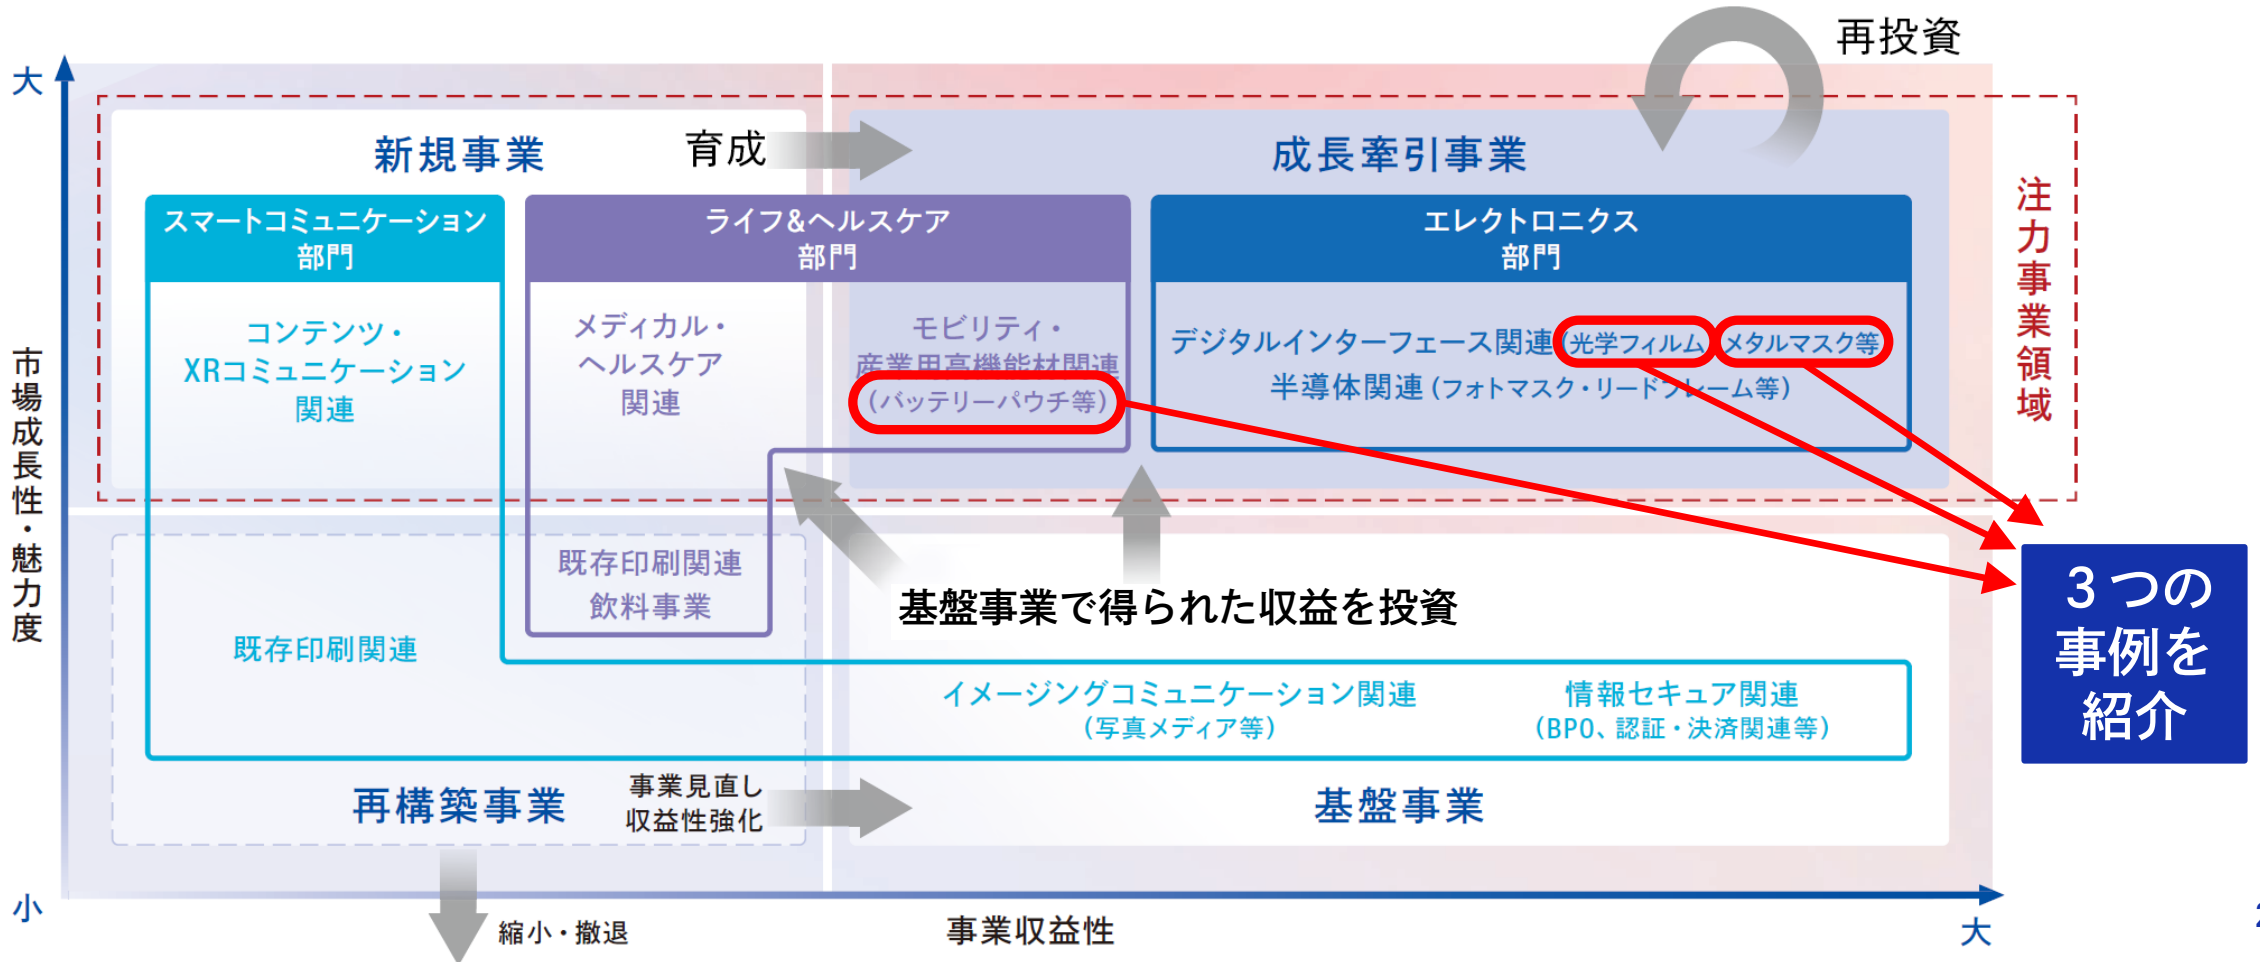 再投資
大
新規事業
育成
成長牽引事業
注力事業領域
スマートコミュニケーション
部門
ライフ&ヘルスケア
部門
エレクトロニクス
部門
コンテンツ・
XRコミュニケーション
関連
メディカル・
ヘルスケア
関連
モビリティ・
産業用高機能材関連
(バッテリーパウチ等)
デジタルインターフェース関連(光学フィルム メタルマスク等
半導体関連(フォトマスク・リードフレーム等)
市場成長性・魅力度
既存印刷関連
飲料事業
基盤事業で得られた収益を投資
3つの
事例を
紹介
既存印刷関連
イメージングコミュニケーション関連
(写真メディア等)
情報セキュア関連
(BPO、認証・決済関連等)
再構築事業
事業見直し
収益性強化
基盤事業
小
縮小・撤退
事業収益性
大